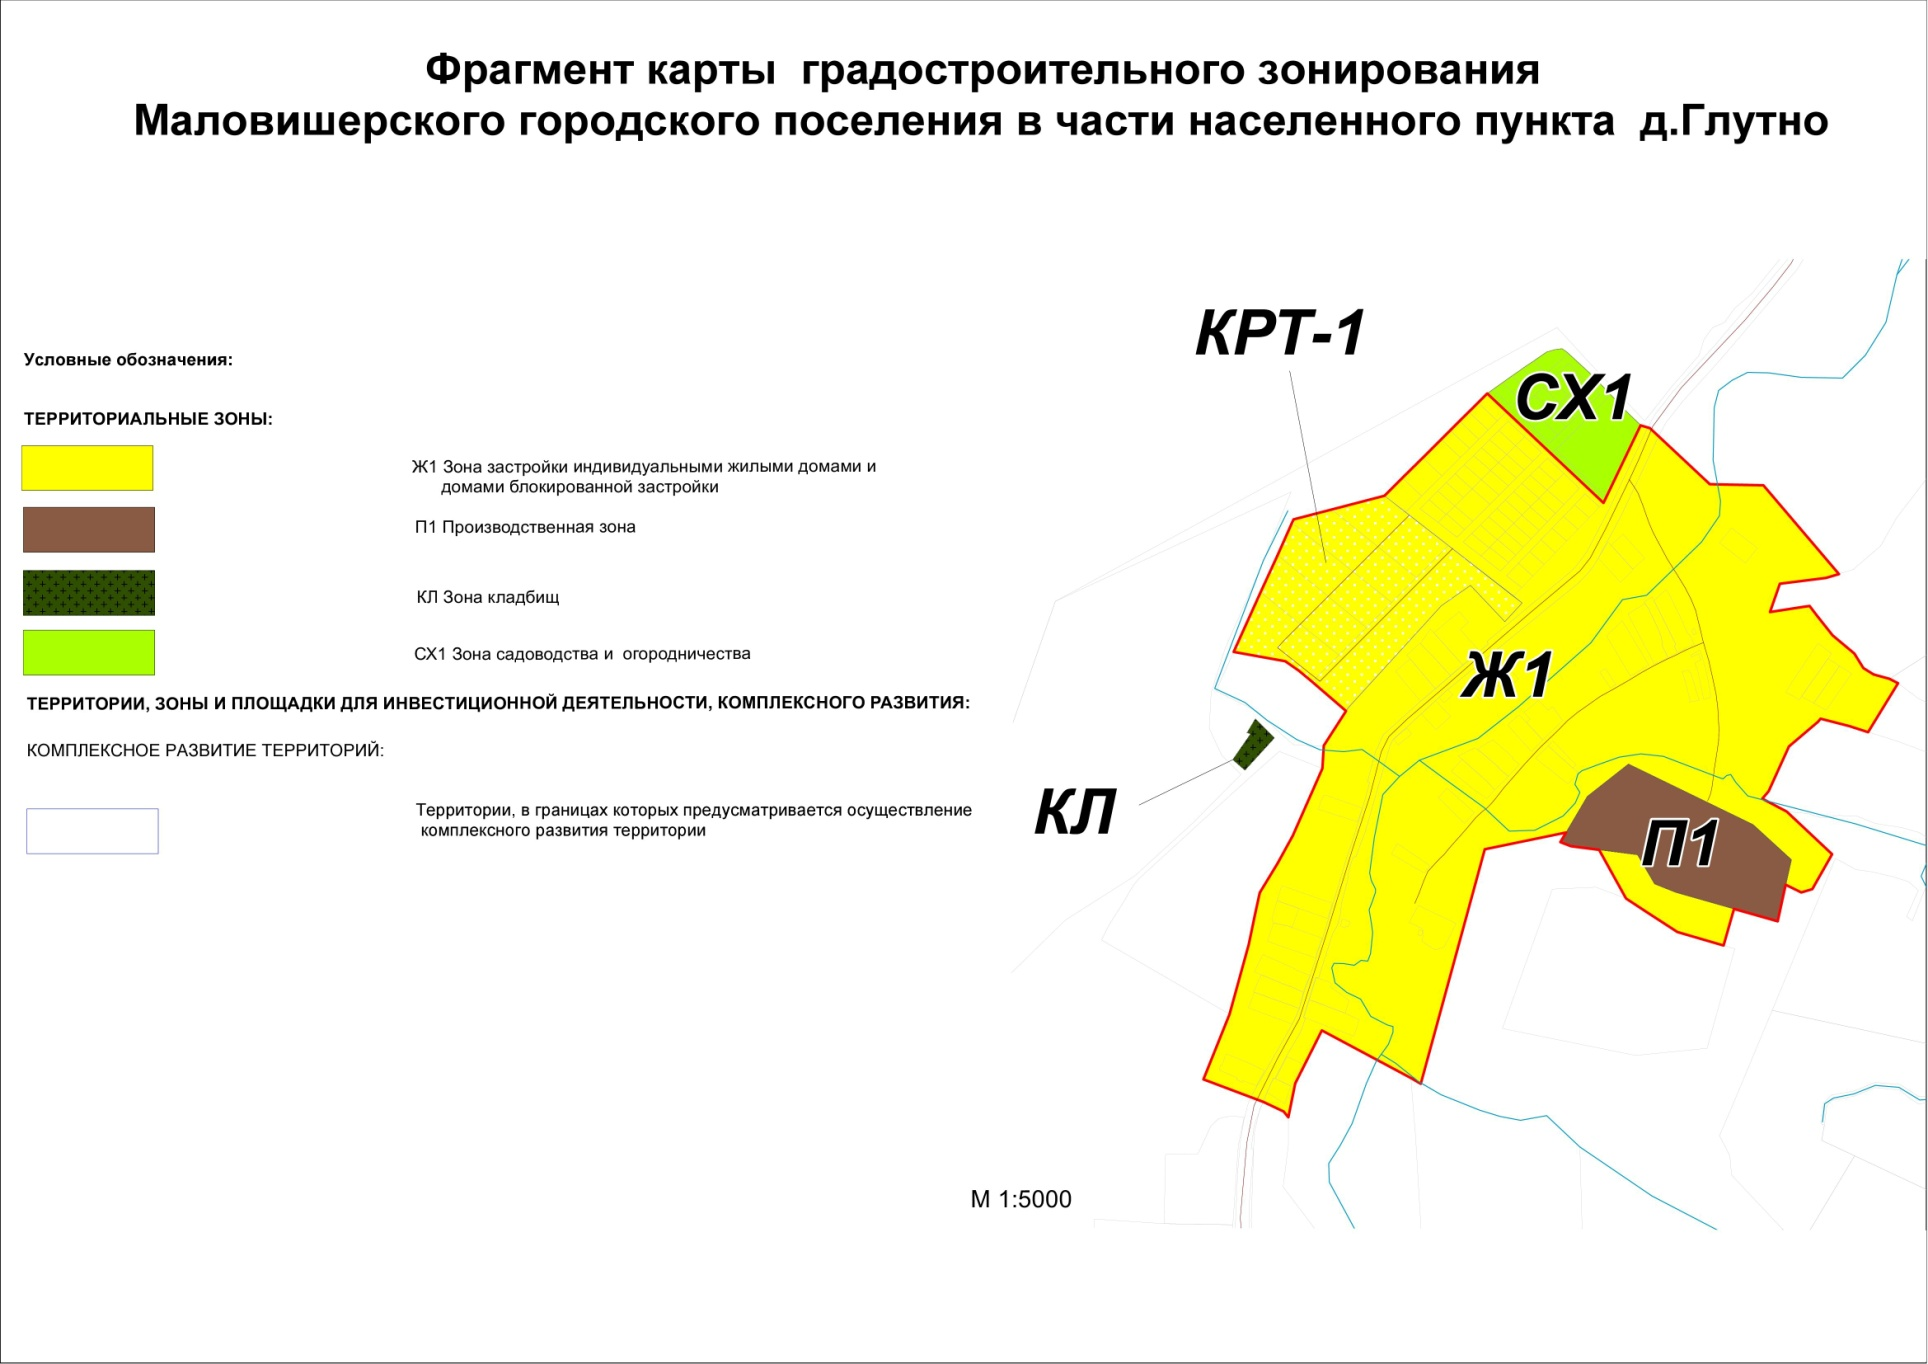 Фрагмент карты градостроительного зонирования
Маловишерского городского поселения в части населенного пункта д.Глутно
Условные обозначения:
ТЕРРИТОРИАЛЬНЫЕ ЗОНЫ:
Ж1 Зона застройки индивидуальными жилыми домами и
домами блокированной застройки
П1 Производственная зона
КЛ Зона кладбищ
СХ1 Зона садоводства и огородничества
ТЕРРИТОРИИ, ЗОНЫ И ПЛОЩАДКИ ДЛЯ ИНВЕСТИЦИОННОЙ ДЕЯТЕЛЬНОСТИ, КОМПЛЕКСНОГО РАЗВИТИЯ:
КОМПЛЕКСНОЕ РАЗВИТИЕ ТЕРРИТОРИЙ:
Территории, в границах которых предусматривается осуществление
комплексного развития территории
КРТ-1
СХ1
Ж1
КЛ
П1
М 1:5000